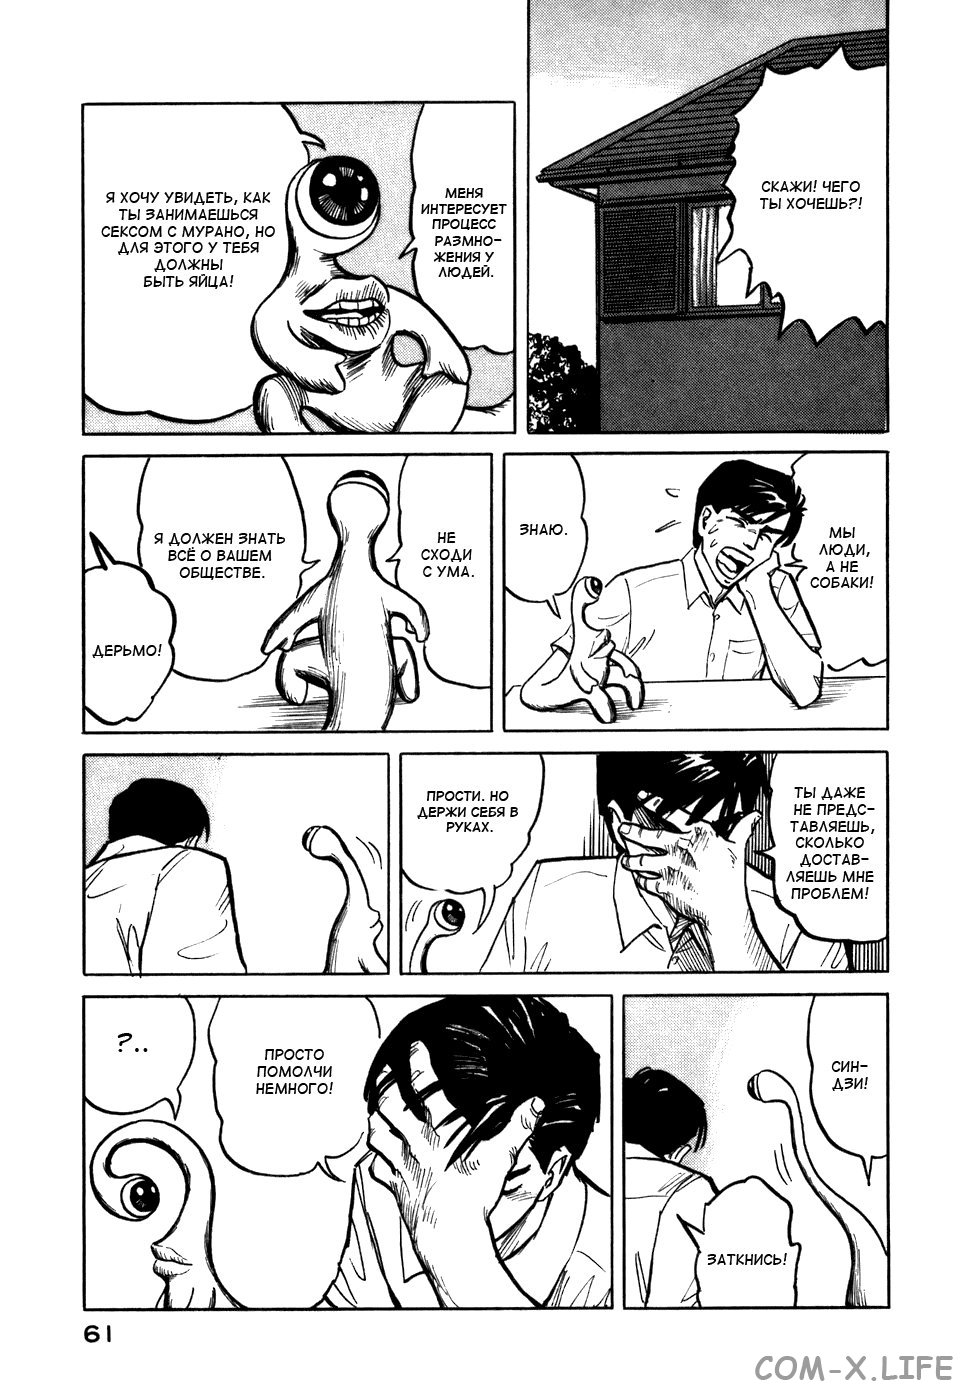 СКАЖИ! ЧЕГО
ТЫ ХОЧЕШЬ?!
МЕНЯ
ИНТЕРЕСУЕТ
ПРОЦЕСС
РАЗМНО-
ЖЕНИЯ У
ЛЮДЕЙ.
Я ХОЧУ УВИДЕТЬ, КАК
ТЫ ЗАНИМАЕШЬСЯ
СЕКСОМ С МУРАНО, НО
ДЛЯ ЭТОГО У ТЕБЯ
ДОЛЖНЫ
БЫТЬ ЯЙЦА!
МЫ
ЛЮДИ,
А НЕ
СОБАКИ!
ЗНАЮ.
НЕ
СХОДИ
С УМА.
Я ДОЛЖЕН ЗНАТЬ
ВСЁ О ВАШЕМ
ОБЩЕСТВЕ.
ДЕРЬМО!
ТЫ ДАЖЕ
НЕ ПРЕДС-
ТАВЛЯЕШЬ,
СКОЛЬКО
ДОСТАВ-
ЛЯЕШЬ МНЕ
ПРОБЛЕМ!
ПРОСТИ. НО
ДЕРЖИ СЕБЯ В
РУКАХ.
СИН-
ДЗИ!
ЗАТКНИСЬ!
ПРОСТО
ПОМОЛЧИ
НЕМНОГО!
?..
61
COM-X.LIFE